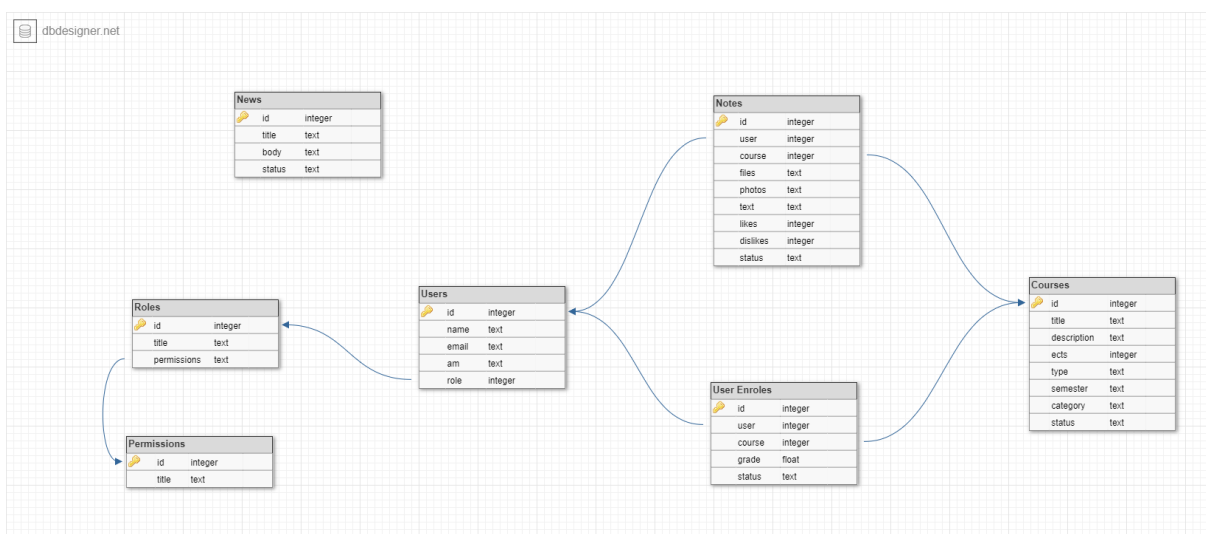 dbdesigner.net
News
id integer
title text
body text
status text
Notes
id integer
user integer
course integer
files text
photos text
text text
likes integer
dislikes integer
status text
Roles
id integer
title text
permissions text
Users
id integer
name text
email text
am text
role integer
Courses
id integer
title text
description text
ects integer
type text
semester text
category text
status text
Permissions
id integer
title text
User Enroles
id integer
user integer
course integer
grade float
status text